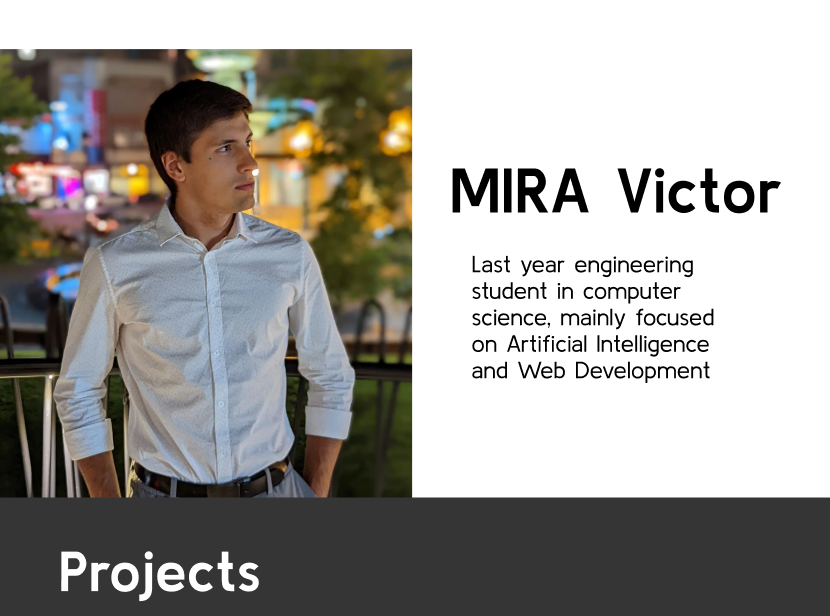 MIRA Victor
Last year engineering
student in computer
science, mainly focused
on Artificial Intelligence
and Web Development
Projects